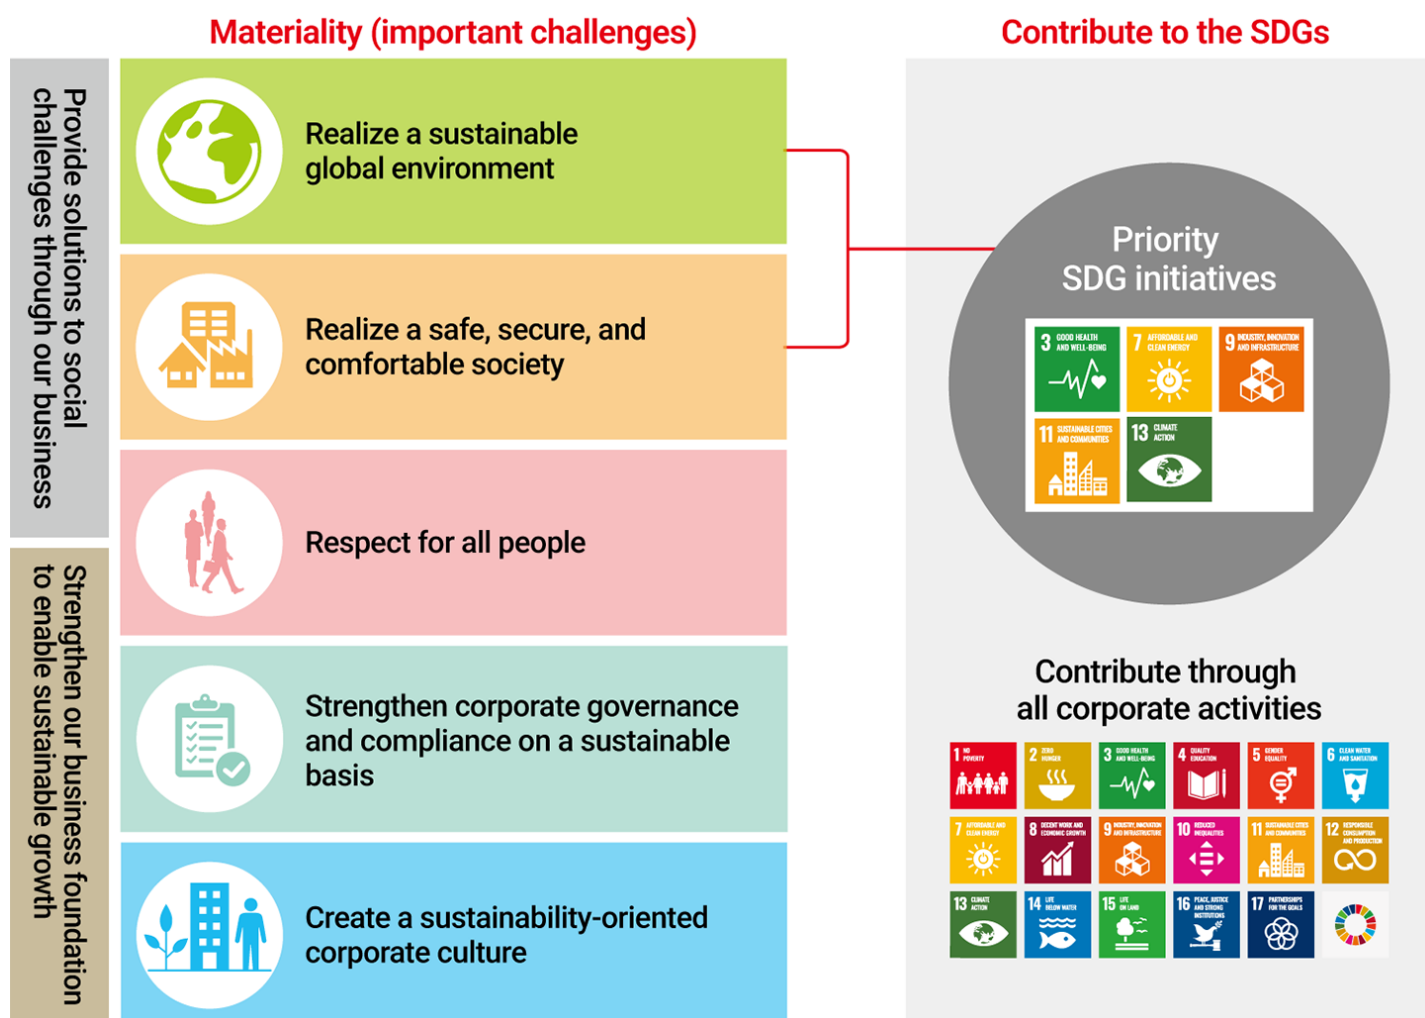 Materiality (important challenges)
Contribute to the SDGs
Provide solutions to social
challenges through our business
Strengthen our business foundation
to enable sustainable growth
Realize a sustainable
global environment
Realize a safe, secure, and
comfortable society
Respect for all people
Strengthen corporate governance
and compliance on a sustainable
basis
Create a sustainability-oriented
corporate culture
Priority
SDG initiatives
3 GOOD HEALTH
AND WELL-BEING
7 AFFORDABLE AND
CLEAN ENERGY
9 INDUSTRY, INNOVATION
AND INFRASTRUCTURE
11 SUSTAINABLE CITIES
AND COMMUNITIES
13 CLIMATE
ACTION
Contribute through
all corporate activities
1 NO
POVERTY
2 ZERO
HUNGER
3 GOOD HEALTH
AND WELL-BEING
4 QUALITY
EDUCATION
5 GENDER
EQUALITY
6 CLEAN WATER
AND SANITATION
7 AFFORDABLE AND
CLEAN ENERGY
8 DECENT WORK AND
ECONOMIC GROWTH
9 INDUSTRY, INNOVATION
AND INFRASTRUCTURE
10 REDUCED
INEQUALITIES
11 SUSTAINABLE CITIES
AND COMMUNITIES
12 RESPONSIBLE
CONSUMPTION
AND PRODUCTION
13 CLIMATE
ACTION
14 LIFE
BELOW WATER
15 LIFE
ON LAND
16 PEACE, JUSTICE
AND STRONG
INSTITUTIONS
17 PARTNERSHIPS
FOR THE GOALS